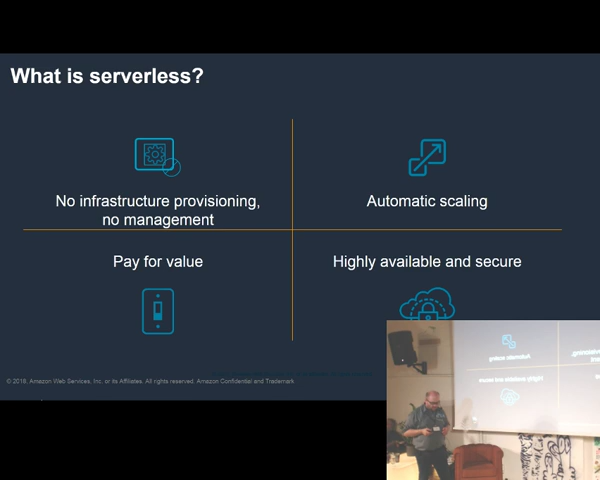 What is serverless?
No infrastructure provisioning,
no management
Automatic scaling
Pay for value
Highly available and secure
© 2018, Amazon Web Services, Inc. or its Affiliates. All rights reserved. Amazon Confidential and Trademark